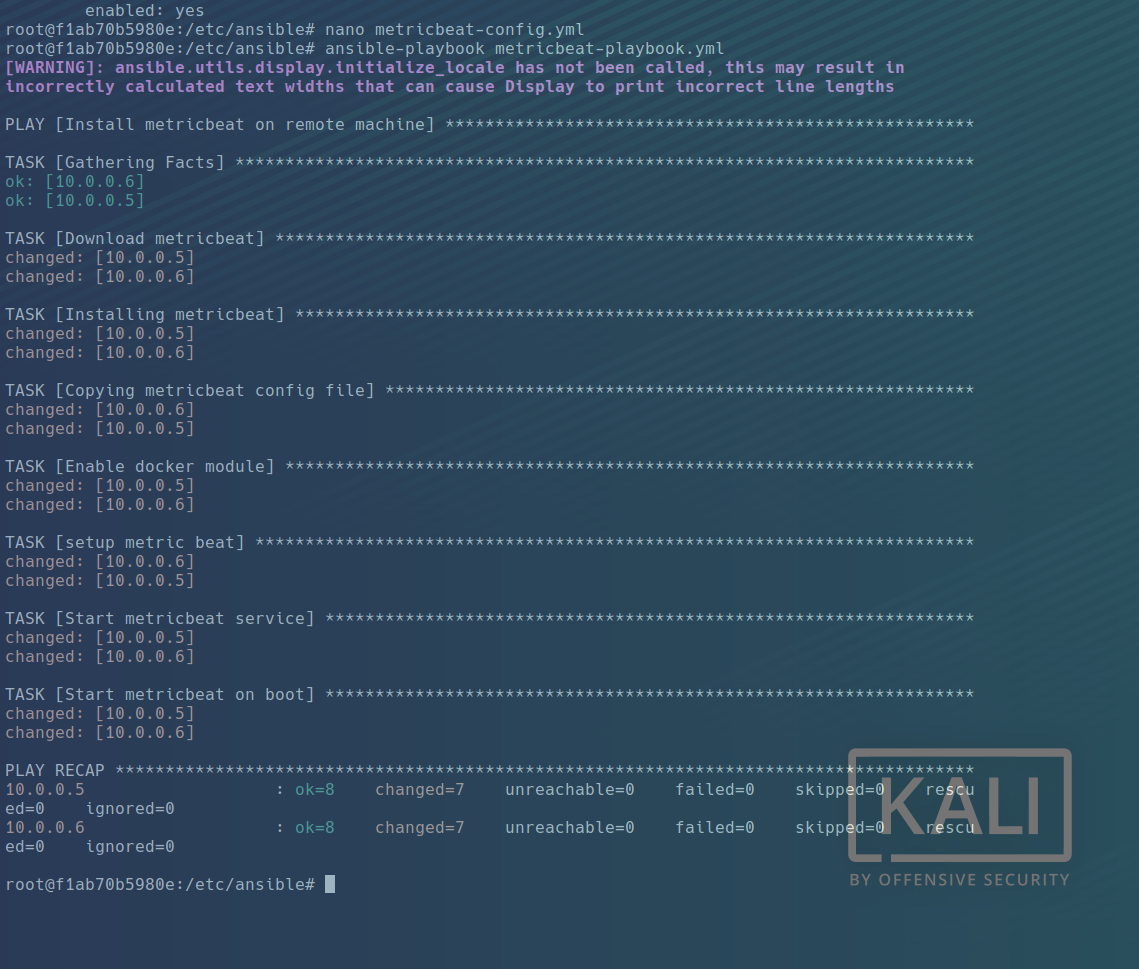 enabled: yes
root@f1ab70b5980e:/etc/ansible# nano metricbeat-config.yml
root@f1ab70b5980e:/etc/ansible# ansible-playbook metricbeat-playbook.yml
[WARNING]: ansible.utils.display.initialize_locale has not been called, this may result in
incorrectly calculated text widths that can cause Display to print incorrect line lengths

PLAY [Install metricbeat on remote machine] *****************************************************

TASK [Gathering Facts] **************************************************************************
ok: [10.0.0.6]
ok: [10.0.0.5]

TASK [Download metricbeat] **********************************************************************
changed: [10.0.0.5]
changed: [10.0.0.6]

TASK [Installing metricbeat] ********************************************************************
changed: [10.0.0.5]
changed: [10.0.0.6]

TASK [Copying metricbeat config file] ***********************************************************
changed: [10.0.0.6]
changed: [10.0.0.5]

TASK [Enable docker module] *********************************************************************
changed: [10.0.0.5]
changed: [10.0.0.6]

TASK [setup metric beat] ************************************************************************
changed: [10.0.0.6]
changed: [10.0.0.5]

TASK [Start metricbeat service] *****************************************************************
changed: [10.0.0.5]
changed: [10.0.0.6]

TASK [Start metricbeat on boot] *****************************************************************
changed: [10.0.0.5]
changed: [10.0.0.6]

PLAY RECAP **************************************************************************************
10.0.0.5                   : ok=8    changed=7    unreachable=0    failed=0    skipped=0    rescu
ed=0    ignored=0
10.0.0.6                   : ok=8    changed=7    unreachable=0    failed=0    skipped=0    rescu
ed=0    ignored=0

root@f1ab70b5980e:/etc/ansible#
KALI
BY OFFENSIVE SECURITY